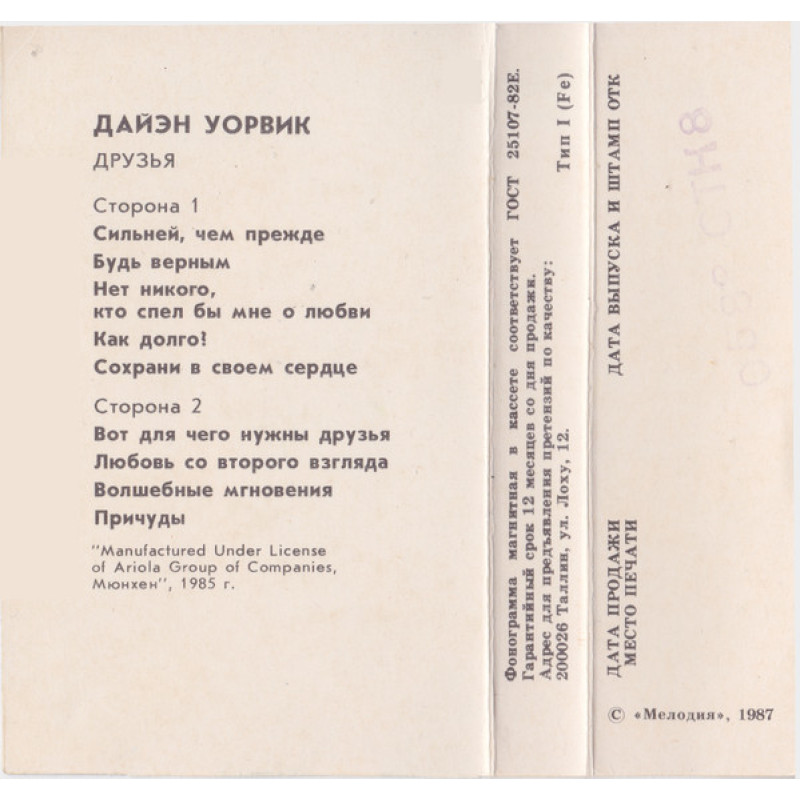 ДАЙЭН УОРВИК
ДРУЗЬЯ
Сторона 1
Сильней, чем прежде
Будь верным
Нет никого,
кто спел бы мне о любви
Как долго?
Сохрани в своем сердце
Сторона 2
Вот для чего нужны друзья
Любовь со второго взгляда
Волшебные мгновения
Причуды
"Manufactured Under License
of Ariola Group of Companies,
Мюнхен", 1985 г.
Фонограмма магнитная в кассете соответствует ГОСТ 25107-82Е.
Гарантийный срок 12 месяцев со дня продажи.
Адрес для предъявления претензий по качеству:
200026 Таллин, ул. Лоху, 12. Тип I (Fe)
ДАТА ПРОДАЖИ ДАТА ВЫПУСКА И ШТАМП ОТК
МЕСТО ПЕЧАТИ
© «Мелодия», 1987